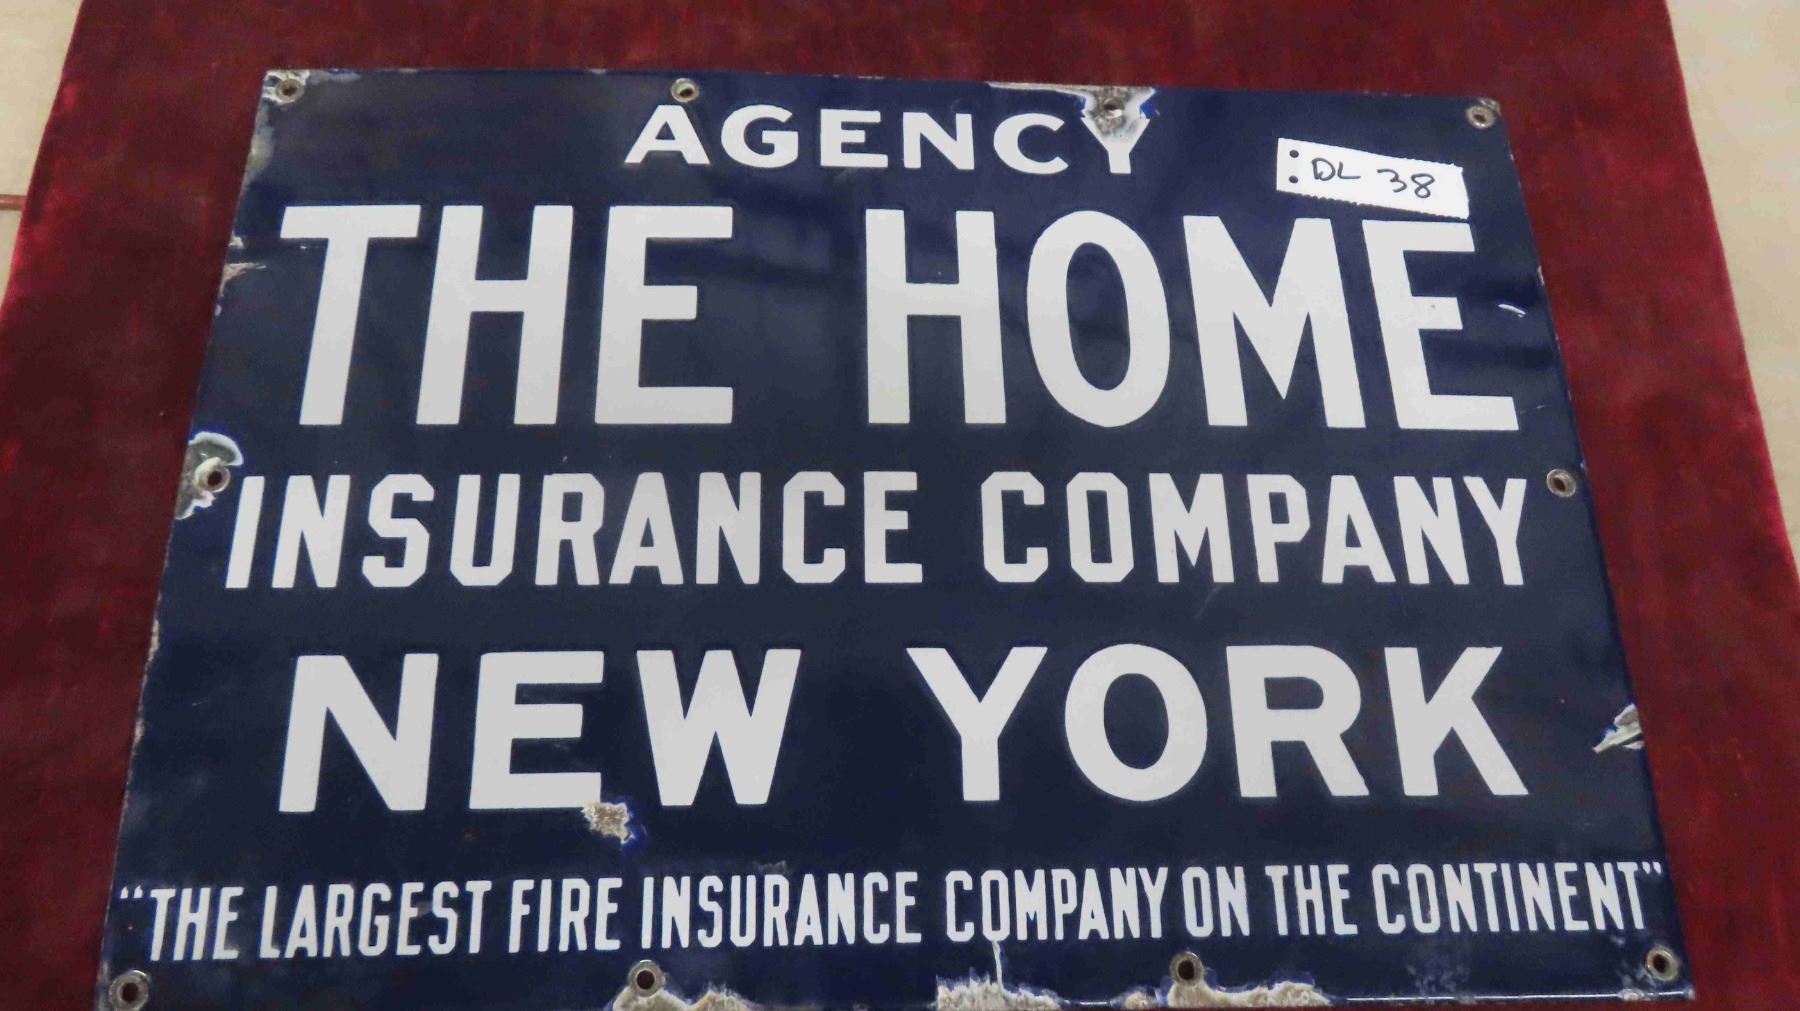 AGENCY
DL 38
THE HOME
INSURANCE COMPANY
NEW YORK
"THE LARGEST FIRE INSURANCE COMPANY ON THE CONTINENT"